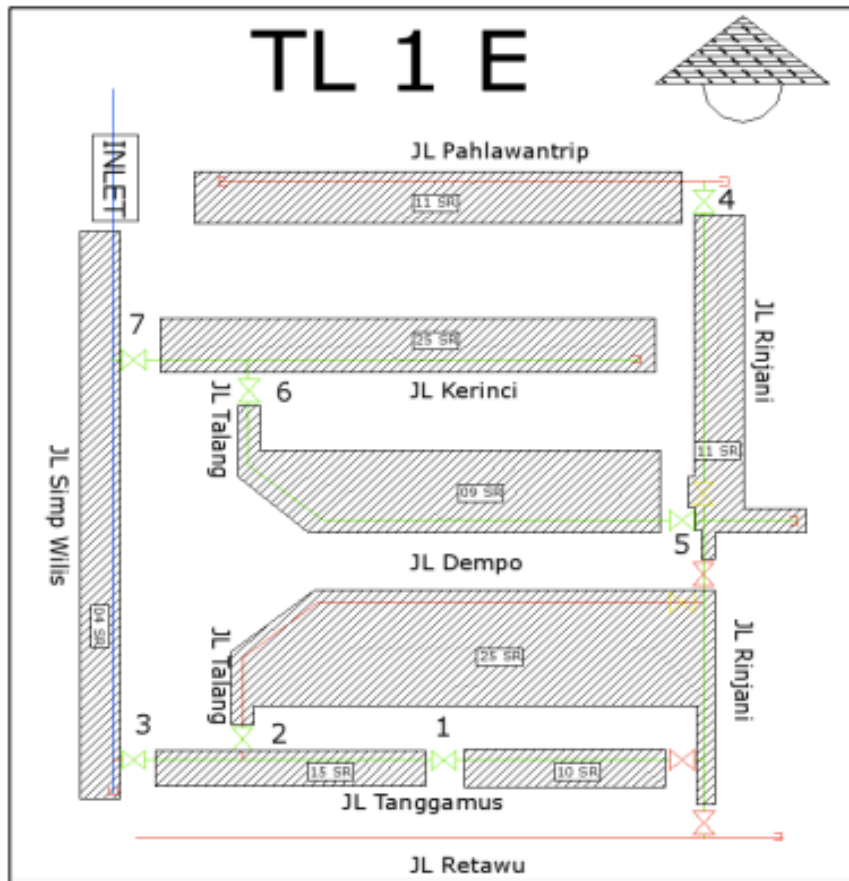 TL 1 E
INLET
JL Pahlawantrip
11 SR
4
7
25 SR
JL Rinjani
6
JL Kerinci
JL Talang
JL Simp Wilis
11 SR
09 SR
5
JL Dempo
04 SR
JL Talang
25 SR
JL Rinjani
3
2
1
15 SR
10 SR
JL Tanggamus
JL Retawu